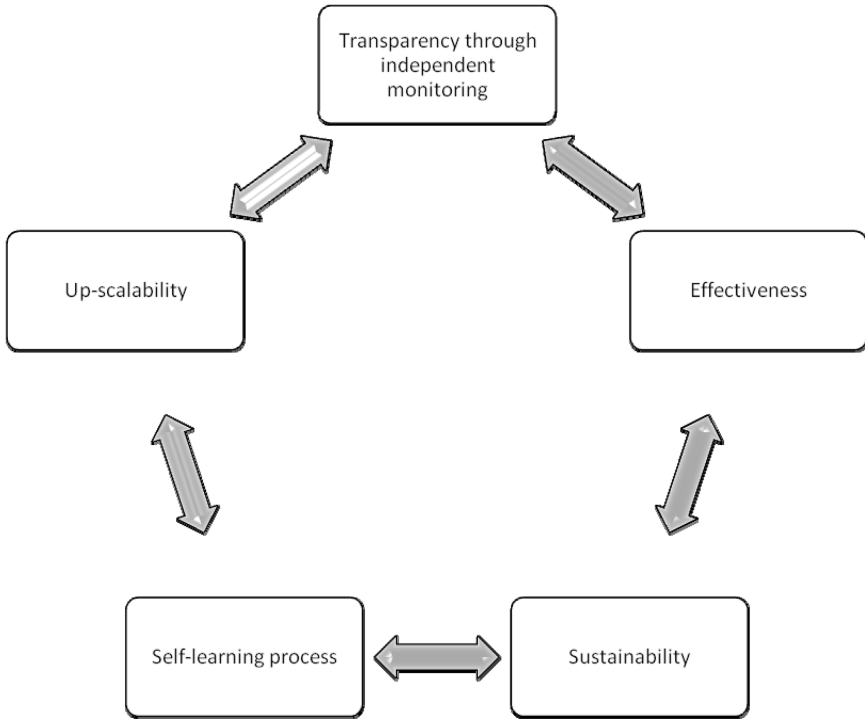 Transparency through
independent
monitoring
Up-scalability
Effectiveness
Self-learning process
Sustainability